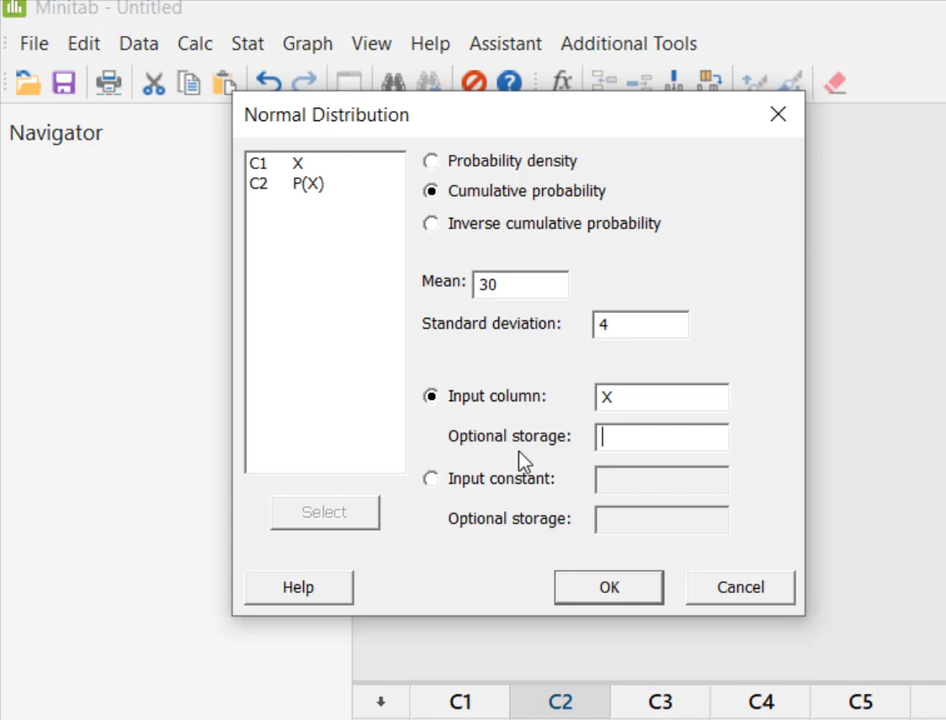 Minitab - Untitled
File Edit Data Calc Stat Graph View Help Assistant Additional Tools
fx
Navigator
Normal Distribution
C1 X
C2 P(X)
Probability density
Cumulative probability
Inverse cumulative probability
Mean: 30
Standard deviation: 4
Input column: X
Optional storage:
Input constant:
Optional storage:
Select
Help OK Cancel
C1 C2 C3 C4 C5